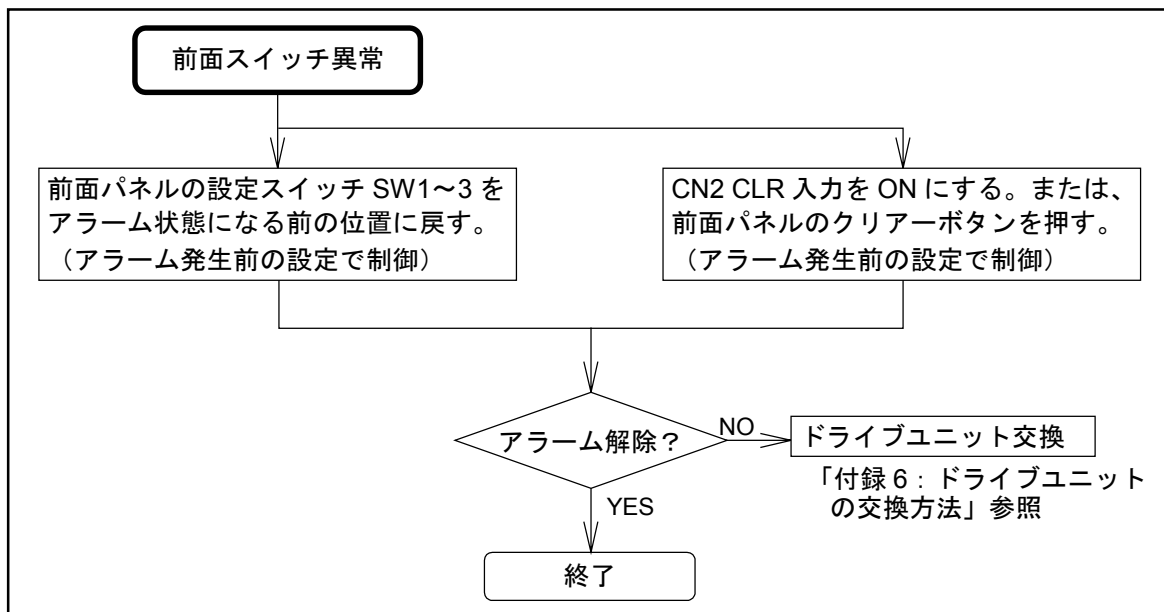 前面スイッチ異常
前面パネルの設定スイッチ SW1～3 を
アラーム状態になる前の位置に戻す。
（アラーム発生前の設定で制御）
CN2 CLR 入力を ON にする。または、
前面パネルのクリアーボタンを押す。
（アラーム発生前の設定で制御）
アラーム解除？
NO
ドライブユニット交換
「付録 6：ドライブユニット
の交換方法」参照
YES
終了